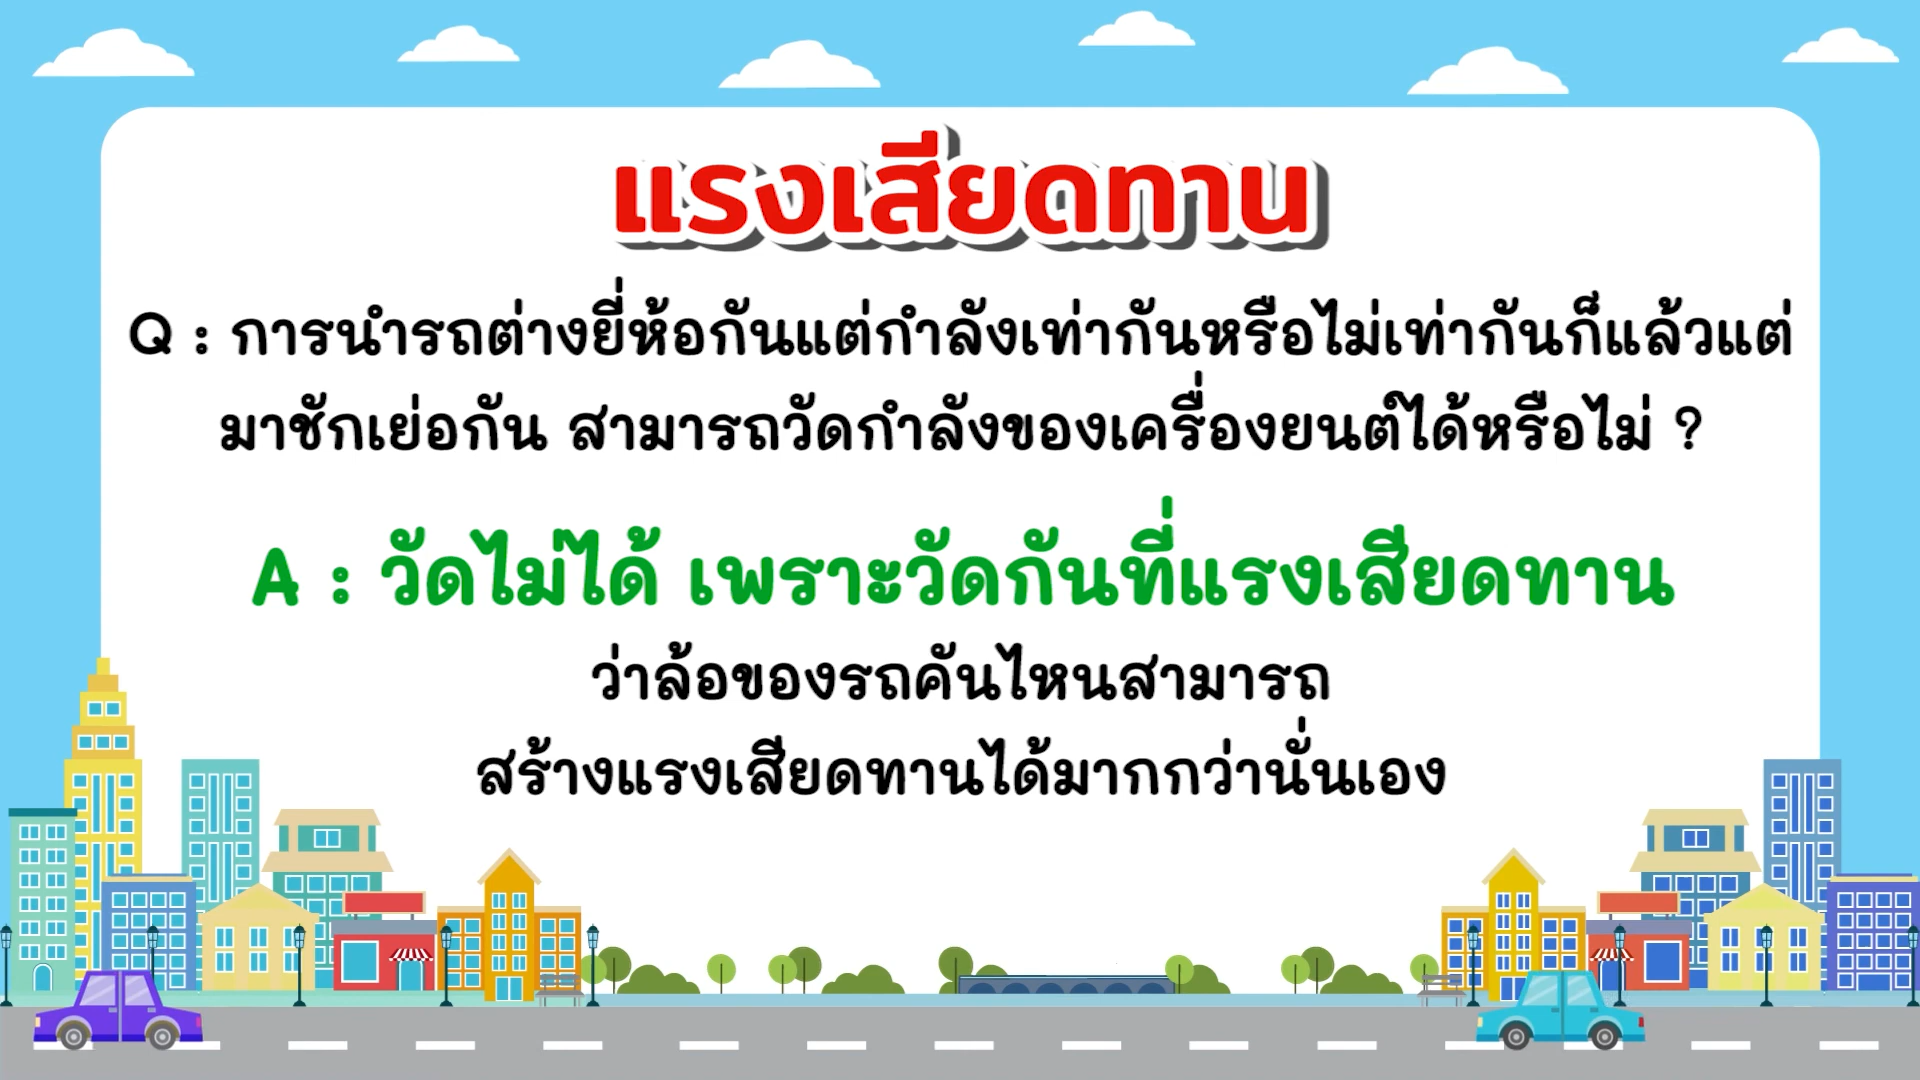 แรงเสียดทาน
Q : การนำรถต่างยี่ห้อกันแต่กำลังเท่ากันหรือไม่เท่ากันก็แล้วแต่
มาชักเย่อกัน สามารถวัดกำลังของเครื่องยนต์ได้หรือไม่ ?
A : วัดไม่ได้ เพราะวัดกันที่แรงเสียดทาน
ว่าล้อของรถคันไหนสามารถ
สร้างแรงเสียดทานได้มากกว่านั่นเอง